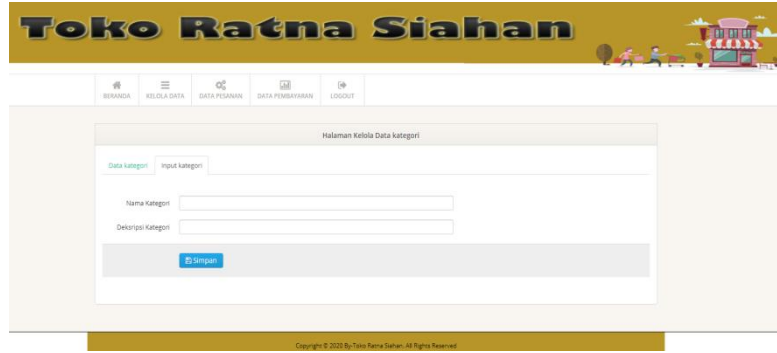 Toko Ratna Siahan
BERANDA KELOLA DATA DATA PESANAN DATA PEMBAYARAN LOGOUT
Halaman Kelola Data kategori
Data kategori Input kategori
Nama Kategori
Deksripsi Kategori
Simpan
Copyright © 2020 By-Toko Ratna Siahan. All Rights Reserved